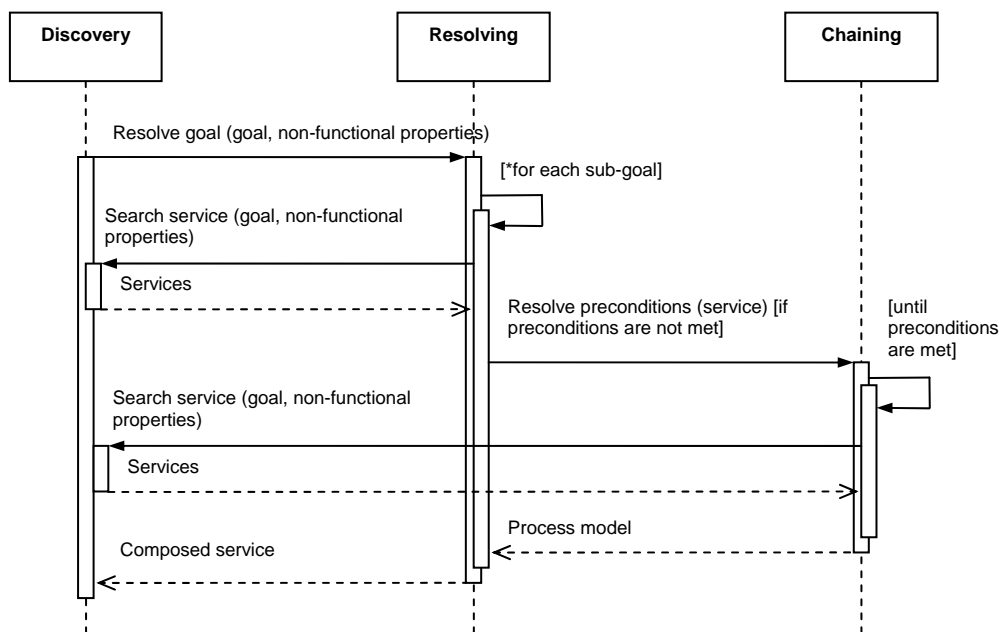 Discovery
Resolving
Chaining
Resolve goal (goal, non-functional properties)
[*for each sub-goal]
Search service (goal, non-functional
properties)
Services
Resolve preconditions (service) [if
preconditions are not met]
[until
preconditions
are met]
Search service (goal, non-functional
properties)
Services
Process model
Composed service